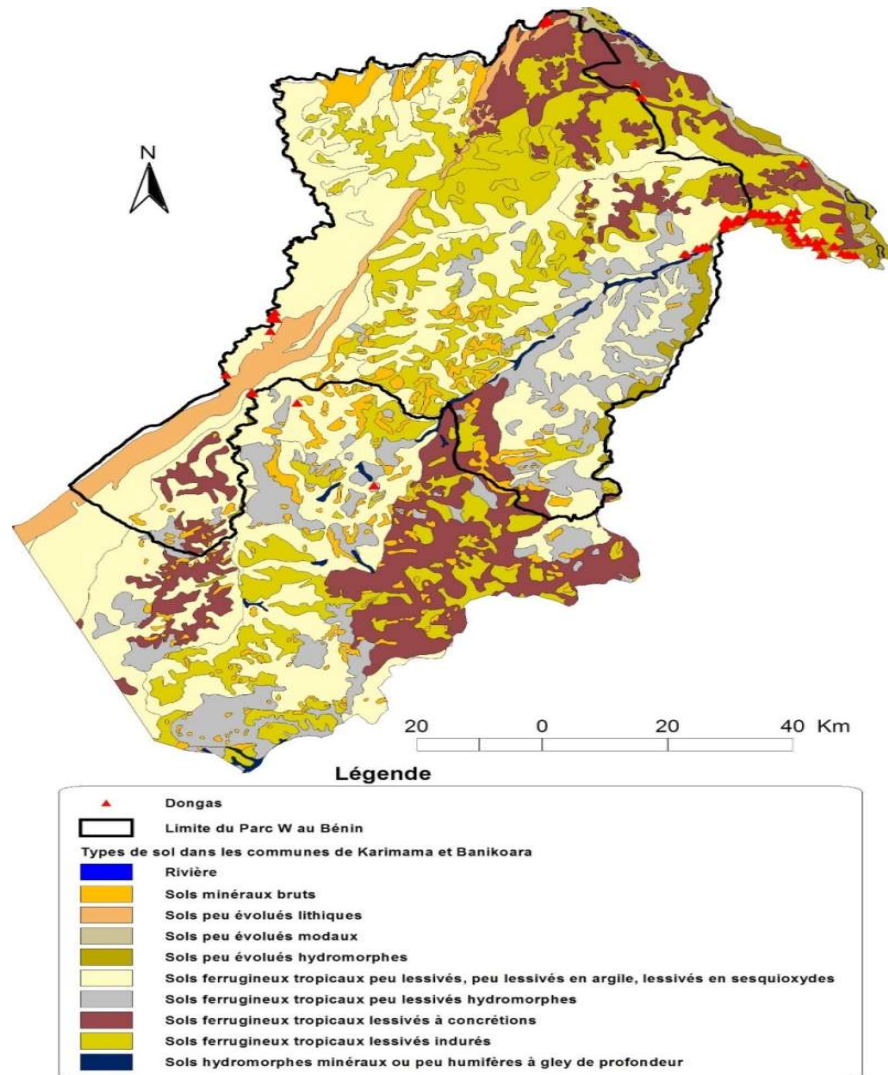 N
20 0 20 40 Km
Légende
Dongas
Limite du Parc W au Bénin
Types de sol dans les communes de Karimama et Banikoara
Rivière
Sols minéraux bruts
Sols peu évolués lithiques
Sols peu évolués modaux
Sols peu évolués hydromorphes
Sols ferrugineux tropicaux peu lessivés, peu lessivés en argile, lessivés en sesquioxydes
Sols ferrugineux tropicaux peu lessivés hydromorphes
Sols ferrugineux tropicaux lessivés à concrétions
Sols ferrugineux tropicaux lessivés indurés
Sols hydromorphes minéraux ou peu humifères à gley de profondeur